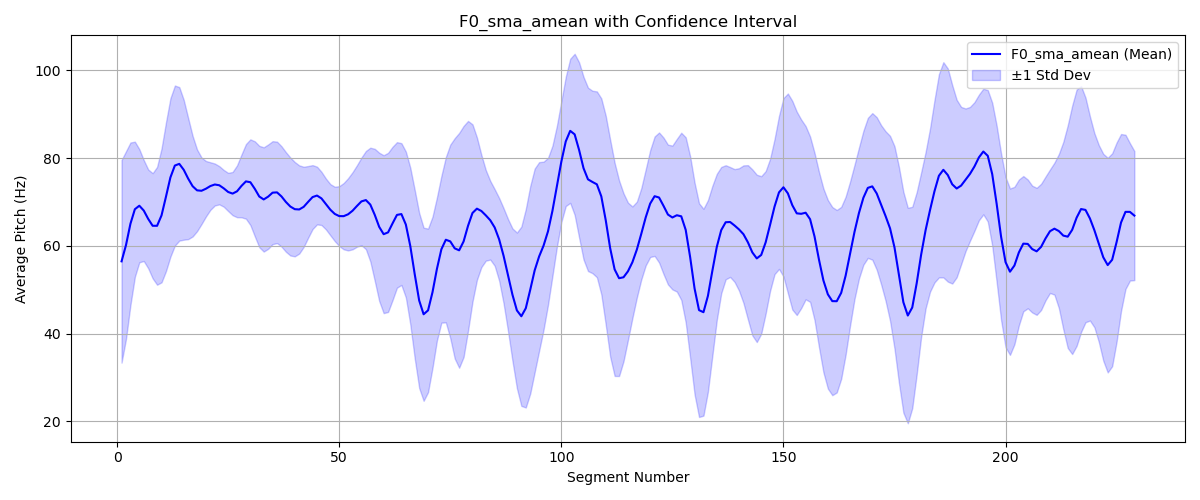 F0_sma_amean with Confidence Interval
F0_sma_amean (Mean)
±1 Std Dev
Average Pitch (Hz)
100
80
60
40
20
0 50 100 150 200
Segment Number